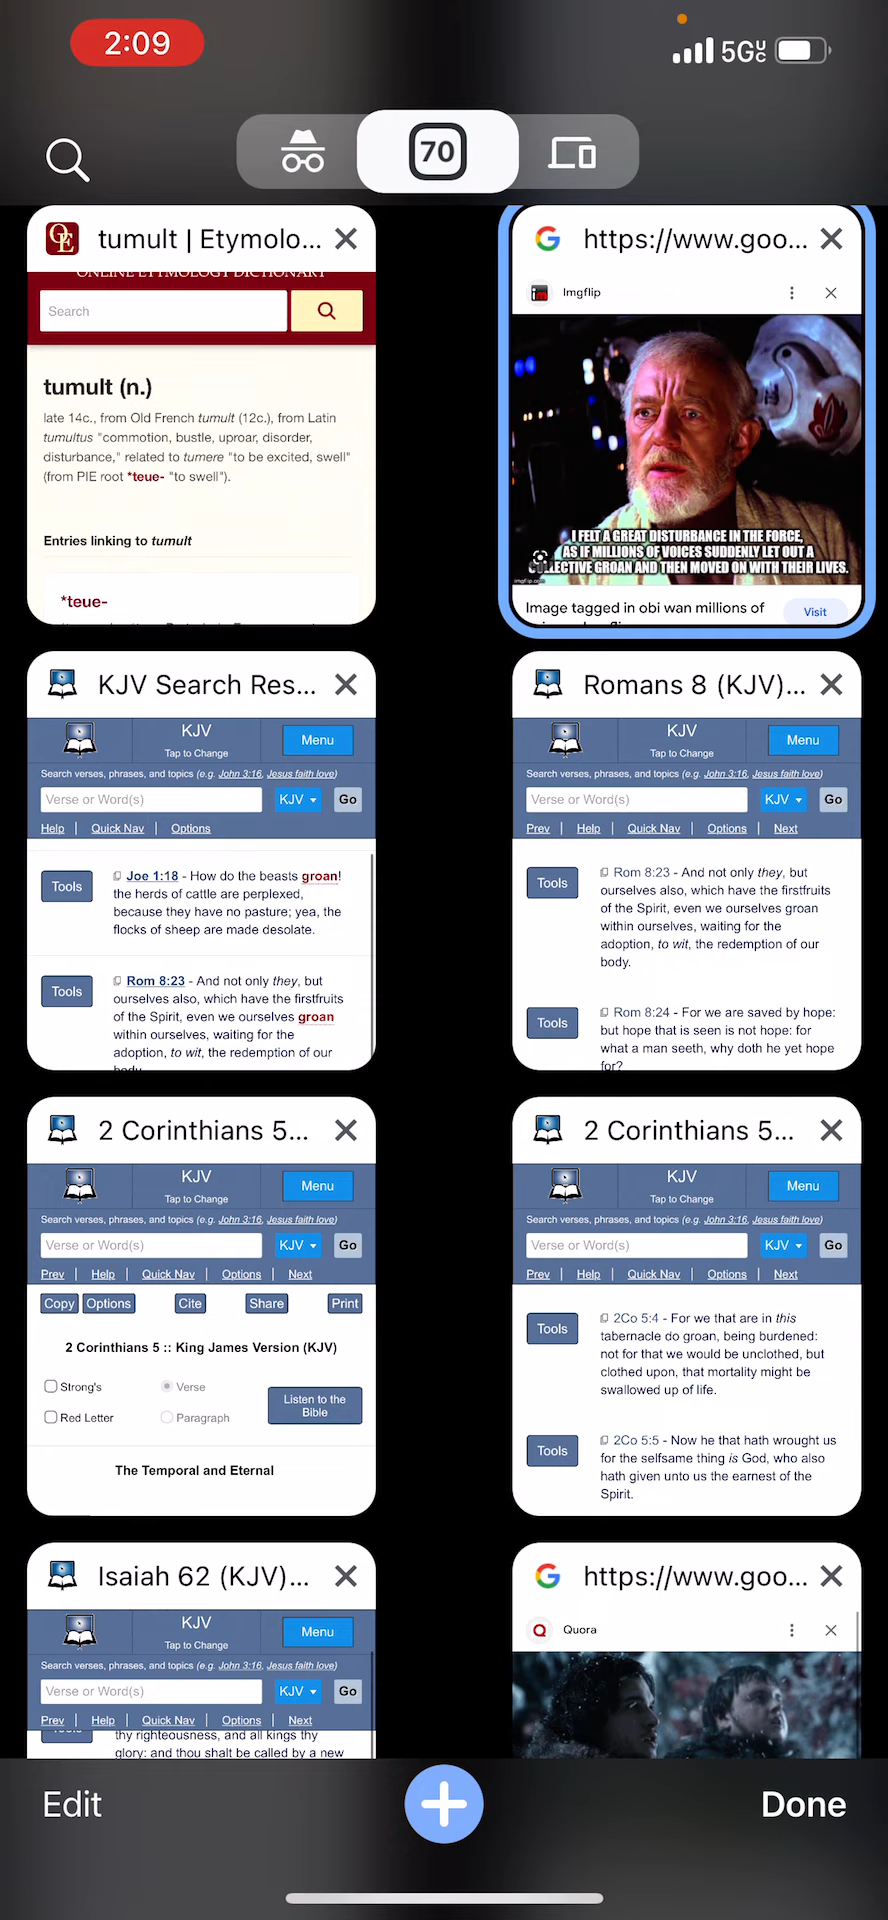 2:09
5G UC
70
tumult | Etymolo...
ONLINE ETYMOLOGY DICTIONARY
Search
tumult (n.)
late 14c., from Old French tumult (12c.), from Latin
tumultus "commotion, bustle, uproar, disorder,
disturbance," related to tumere "to be excited, swell"
(from PIE root *teue- "to swell").
Entries linking to tumult
*teue-
https://www.goo...
Imgflip
I FELT A GREAT DISTURBANCE IN THE FORCE,
AS IF MILLIONS OF VOICES SUDDENLY LET OUT A
COLLECTIVE GROAN AND THEN MOVED ON WITH THEIR LIVES.
imgflip.com
Image tagged in obi wan millions of
Visit
KJV Search Res...
KJV
Tap to Change
Menu
Search verses, phrases, and topics (e.g. John 3:16, Jesus faith love)
Verse or Word(s)
KJV
Go
Help | Quick Nav | Options
Tools
Joe 1:18 - How do the beasts groan!
the herds of cattle are perplexed,
because they have no pasture; yea, the
flocks of sheep are made desolate.
Tools
Rom 8:23 - And not only they, but
ourselves also, which have the firstfruits
of the Spirit, even we ourselves groan
within ourselves, waiting for the
adoption, to wit, the redemption of our
body.
Romans 8 (KJV)...
KJV
Tap to Change
Menu
Search verses, phrases, and topics (e.g. John 3:16, Jesus faith love)
Verse or Word(s)
KJV
Go
Prev | Help | Quick Nav | Options | Next
Tools
Rom 8:23 - And not only they, but
ourselves also, which have the firstfruits
of the Spirit, even we ourselves groan
within ourselves, waiting for the
adoption, to wit, the redemption of our
body.
Tools
Rom 8:24 - For we are saved by hope:
but hope that is seen is not hope: for
what a man seeth, why doth he yet hope
for?
2 Corinthians 5...
KJV
Tap to Change
Menu
Search verses, phrases, and topics (e.g. John 3:16, Jesus faith love)
Verse or Word(s)
KJV
Go
Prev | Help | Quick Nav | Options | Next
Copy Options Cite Share Print
2 Corinthians 5 :: King James Version (KJV)
Strong's
Verse
Red Letter
Paragraph
Listen to the
Bible
The Temporal and Eternal
2 Corinthians 5...
KJV
Tap to Change
Menu
Search verses, phrases, and topics (e.g. John 3:16, Jesus faith love)
Verse or Word(s)
KJV
Go
Prev | Help | Quick Nav | Options | Next
Tools
2Co 5:4 - For we that are in this
tabernacle do groan, being burdened:
not for that we would be unclothed, but
clothed upon, that mortality might be
swallowed up of life.
Tools
2Co 5:5 - Now he that hath wrought us
for the selfsame thing is God, who also
hath given unto us the earnest of the
Spirit.
Isaiah 62 (KJV)...
KJV
Tap to Change
Menu
Search verses, phrases, and topics (e.g. John 3:16, Jesus faith love)
Verse or Word(s)
KJV
Go
Prev | Help | Quick Nav | Options | Next
Tools
thy righteousness, and all kings thy
glory: and thou shalt be called by a new
https://www.goo...
Quora
Edit
Done